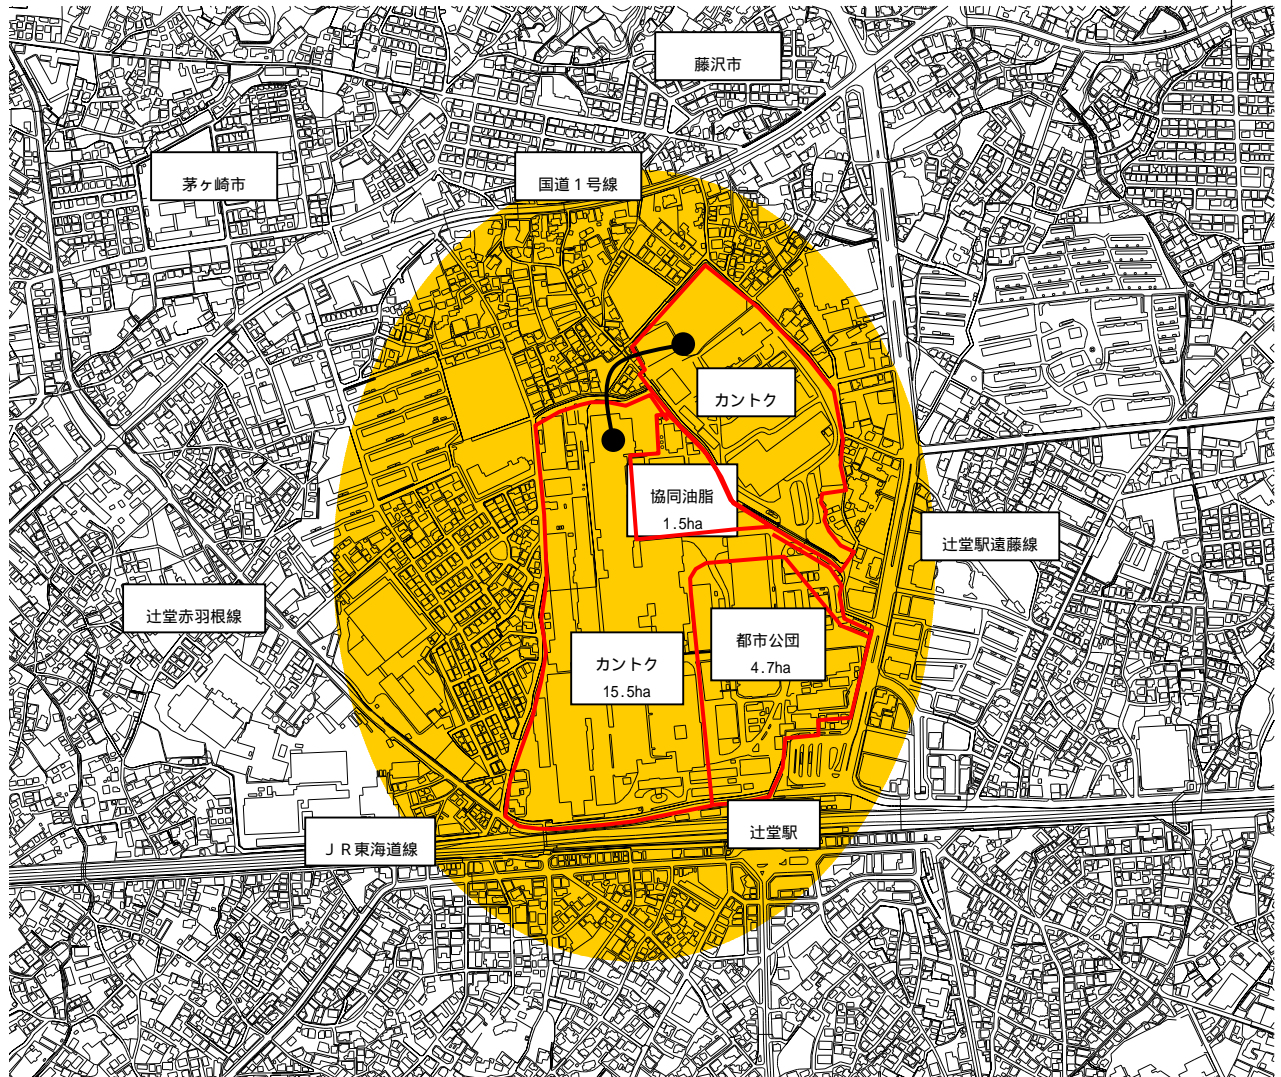 藤沢市
茅ヶ崎市
国道１号線
カントク
協同油脂
1.5ha
辻堂駅遠藤線
辻堂赤羽根線
都市公団
4.7ha
カントク
15.5ha
辻堂駅
ＪＲ東海道線